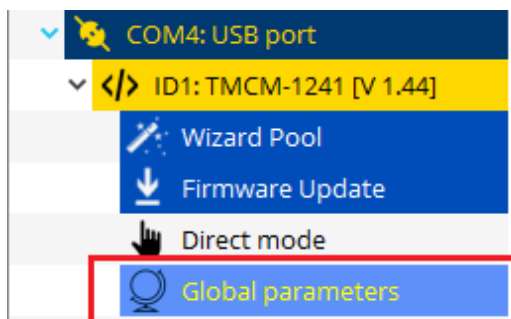 COM4: USB port
ID1: TMCM-1241 [V 1.44]
Wizard Pool
Firmware Update
Direct mode
Global parameters